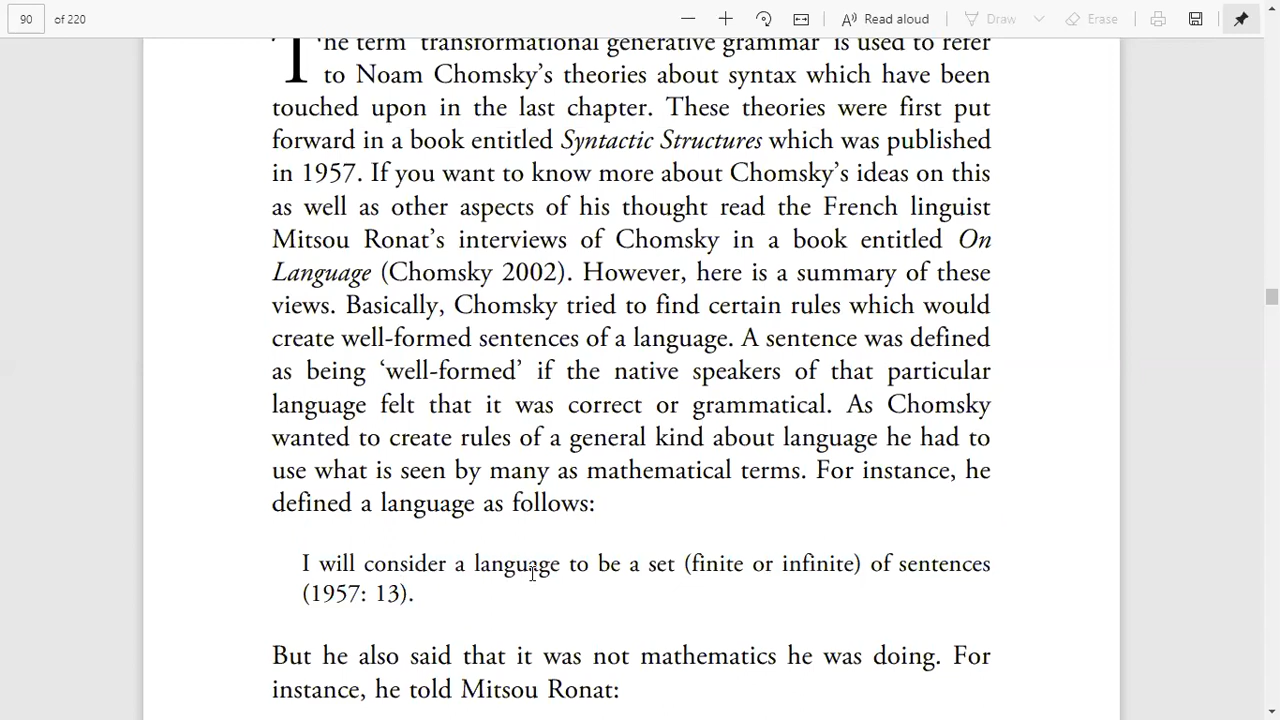 90 of 220
Read aloud
Draw
Erase
The term ‘transformational generative grammar’ is used to refer
to Noam Chomsky’s theories about syntax which have been
touched upon in the last chapter. These theories were first put
forward in a book entitled Syntactic Structures which was published
in 1957. If you want to know more about Chomsky’s ideas on this
as well as other aspects of his thought read the French linguist
Mitsou Ronat’s interviews of Chomsky in a book entitled On
Language (Chomsky 2002). However, here is a summary of these
views. Basically, Chomsky tried to find certain rules which would
create well-formed sentences of a language. A sentence was defined
as being ‘well-formed’ if the native speakers of that particular
language felt that it was correct or grammatical. As Chomsky
wanted to create rules of a general kind about language he had to
use what is seen by many as mathematical terms. For instance, he
defined a language as follows:
I will consider a language to be a set (finite or infinite) of sentences
(1957: 13).
But he also said that it was not mathematics he was doing. For
instance, he told Mitsou Ronat: